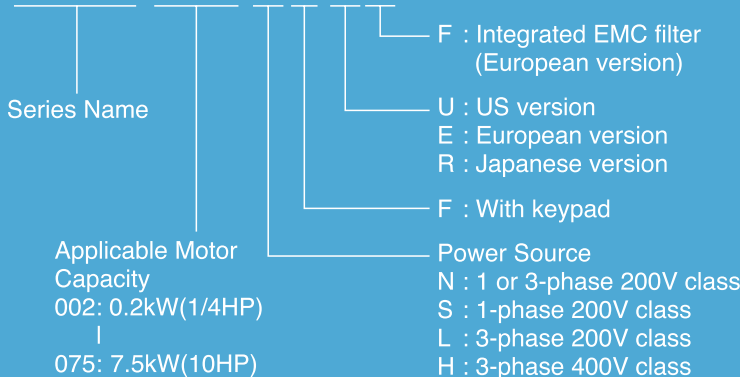 F : Integrated EMC filter
(European version)
Series Name
U : US version
E : European version
R : Japanese version
F : With keypad
Applicable Motor
Capacity
002: 0.2kW(1/4HP)
075: 7.5kW(10HP)
Power Source
N : 1 or 3-phase 200V class
S : 1-phase 200V class
L : 3-phase 200V class
H : 3-phase 400V class